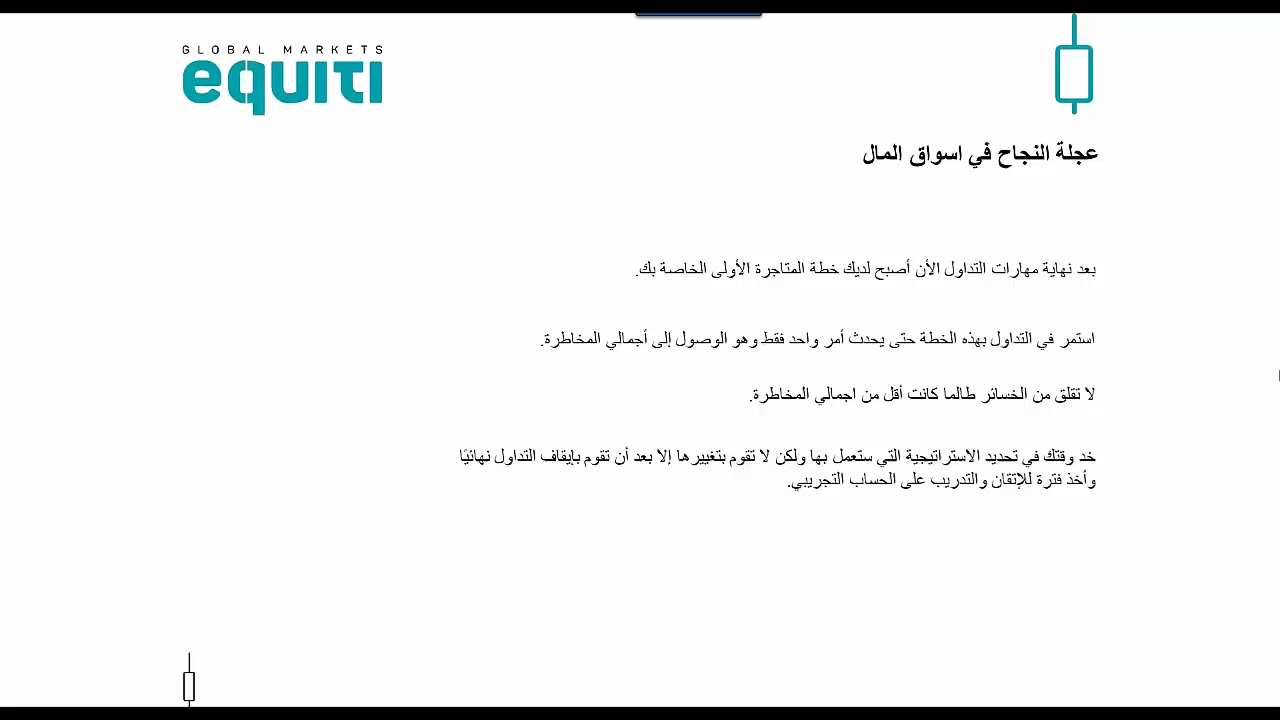 GLOBAL MARKETS
equiti
عجلة النجاح في اسواق المال
بعد نهاية مهارات التداول الأن أصبح لديك خطة المتاجرة الأولى الخاصة بك.
استمر في التداول بهذه الخطة حتى يحدث أمر واحد فقط وهو الوصول إلى أجمالي المخاطرة.
لا تقلق من الخسائر طالما كانت أقل من اجمالي المخاطرة.
خد وقتك في تحديد الاستراتيجية التي ستعمل بها ولكن لا تقوم بتغييرها إلا بعد أن تقوم بإيقاف التداول نهائيًا
وأخذ فترة للإتقان والتدريب على الحساب التجريبي.